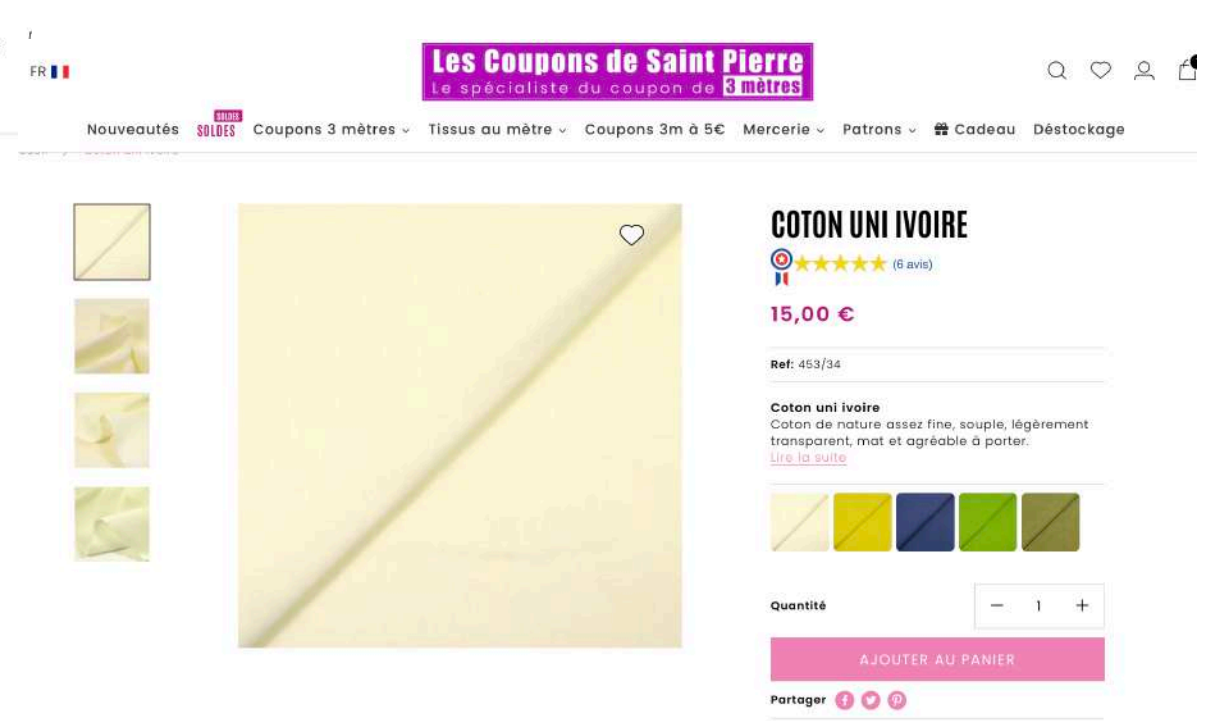 FR
Les Coupons de Saint Pierre
Le spécialiste du coupon de 3 mètres
SOLDES
Nouveautés SOLDES Coupons 3 mètres Tissus au mètre Coupons 3m à 5€ Mercerie Patrons Cadeau Déstockage
COTON UNI IVOIRE
(6 avis)
15,00 €
Ref: 453/34
Coton uni ivoire
Coton de nature assez fine, souple, légèrement
transparent, mat et agréable à porter.
Lire la suite
Quantité − 1 +
AJOUTER AU PANIER
Partager